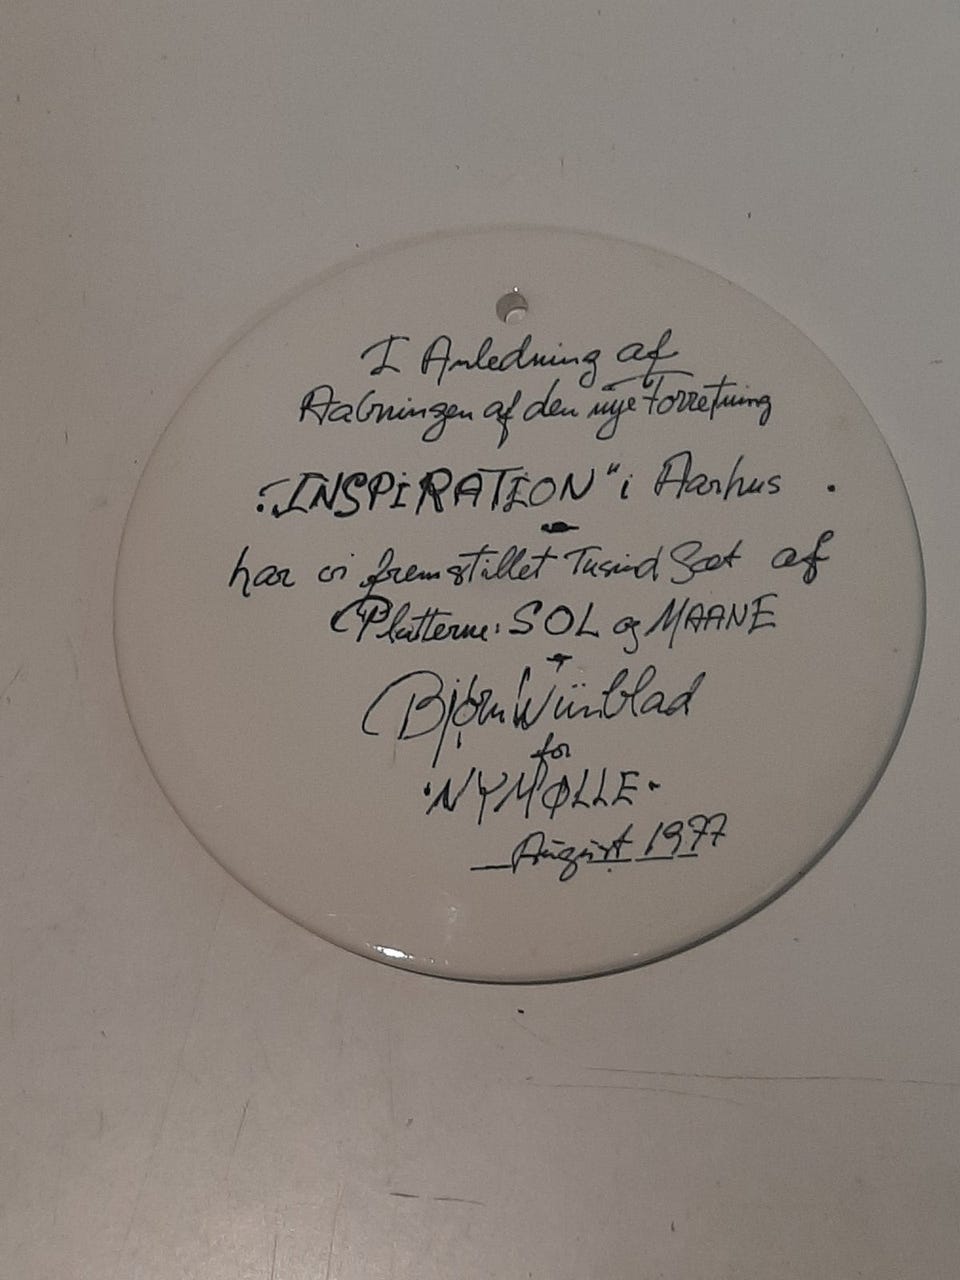 I Anledning af
Aabningen af den nye Forretning
„INSPIRATION" i Aarhus .
har vi fremstillet Tusind Sæt af
Platterne: SOL og MAANE
Bjørn Wiinblad
for
·NYMØLLE·
August 1977